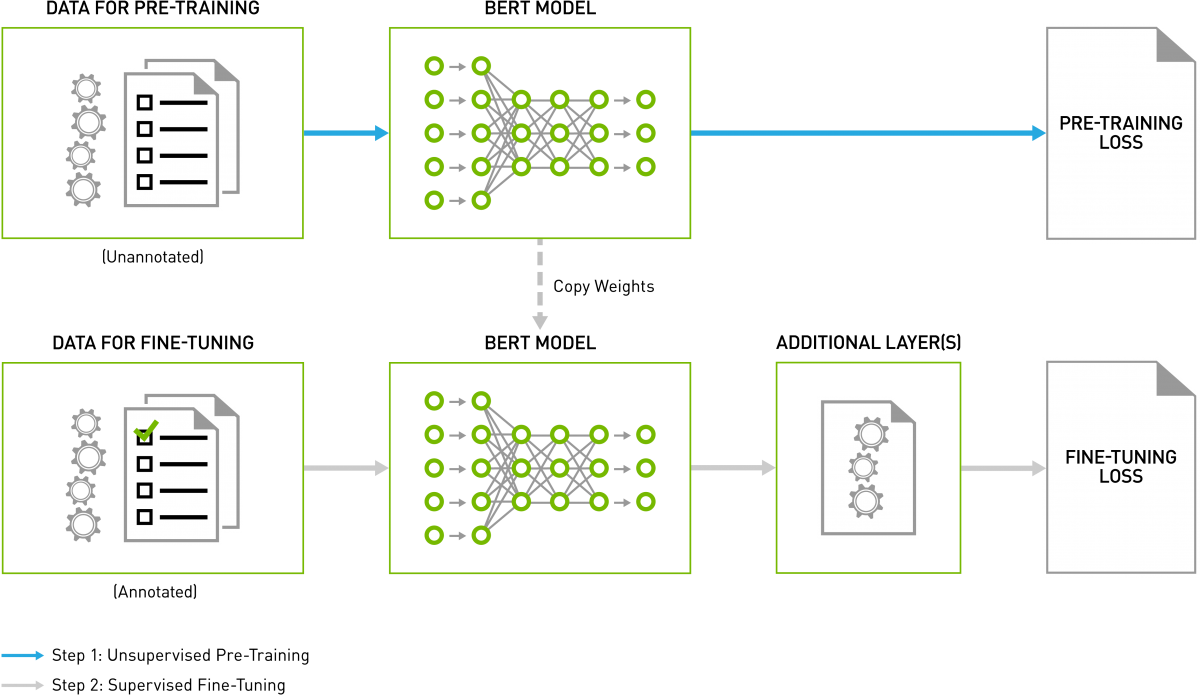 DATA FOR PRE-TRAINING
BERT MODEL
PRE-TRAINING
LOSS
(Unannotated)
Copy Weights
DATA FOR FINE-TUNING
BERT MODEL
ADDITIONAL LAYER(S)
FINE-TUNING
LOSS
(Annotated)
Step 1: Unsupervised Pre-Training
Step 2: Supervised Fine-Tuning